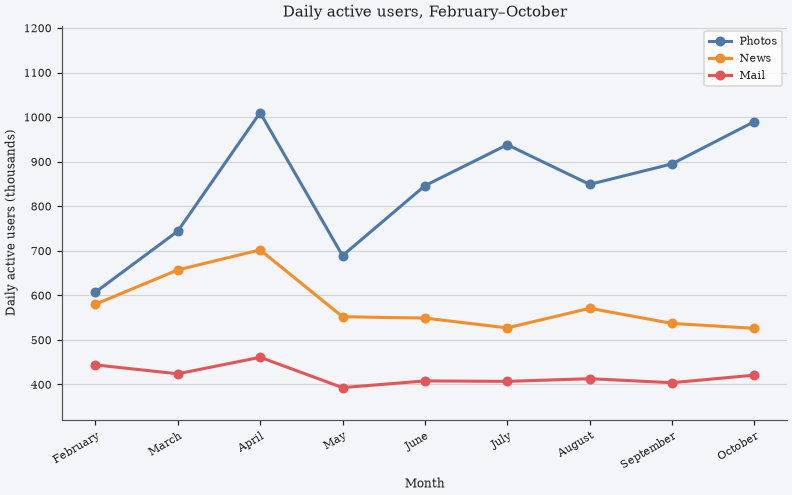 Daily active users, February–October
Photos
News
Mail
Daily active users (thousands)
1200
1100
1000
900
800
700
600
500
400
February
March
April
May
June
July
August
September
October
Month